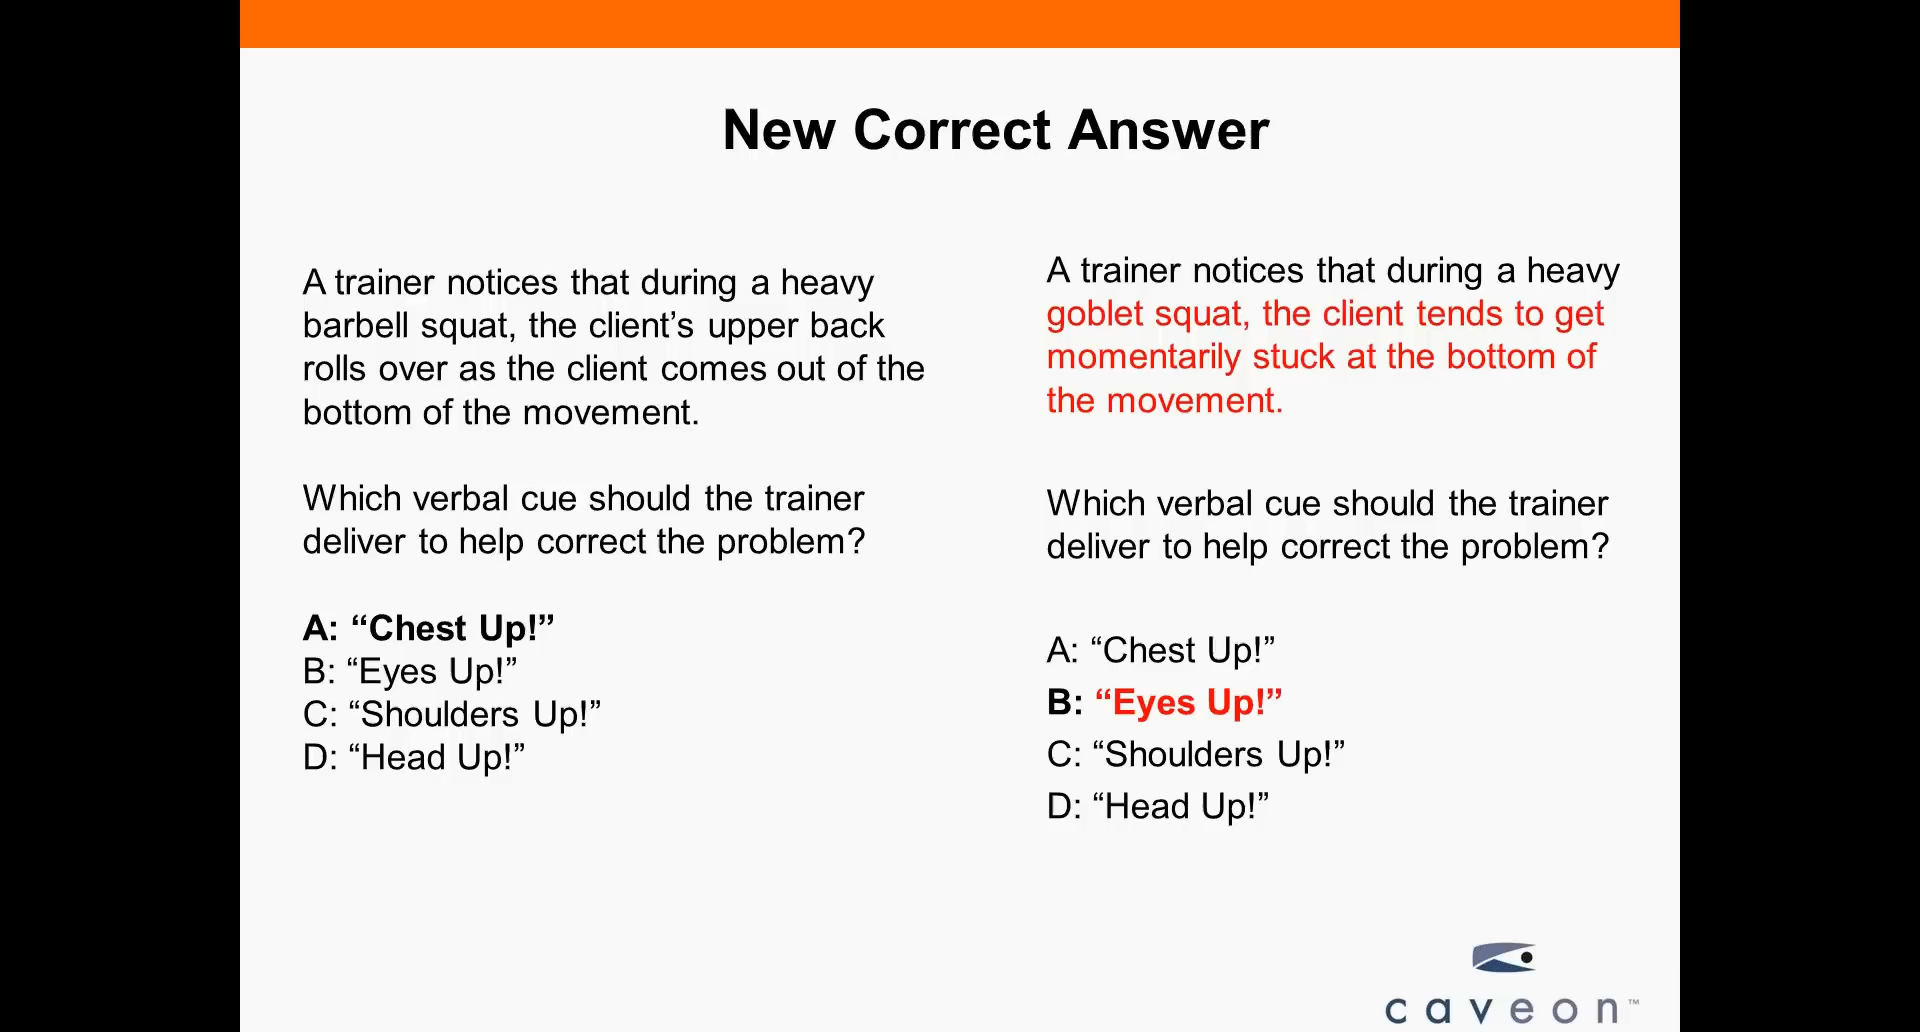 New Correct Answer
A trainer notices that during a heavy
barbell squat, the client’s upper back
rolls over as the client comes out of the
bottom of the movement.
Which verbal cue should the trainer
deliver to help correct the problem?
A: “Chest Up!”
B: “Eyes Up!”
C: “Shoulders Up!”
D: “Head Up!”
A trainer notices that during a heavy
goblet squat, the client tends to get
momentarily stuck at the bottom of
the movement.
Which verbal cue should the trainer
deliver to help correct the problem?
A: “Chest Up!”
B: “Eyes Up!”
C: “Shoulders Up!”
D: “Head Up!”
caveon™